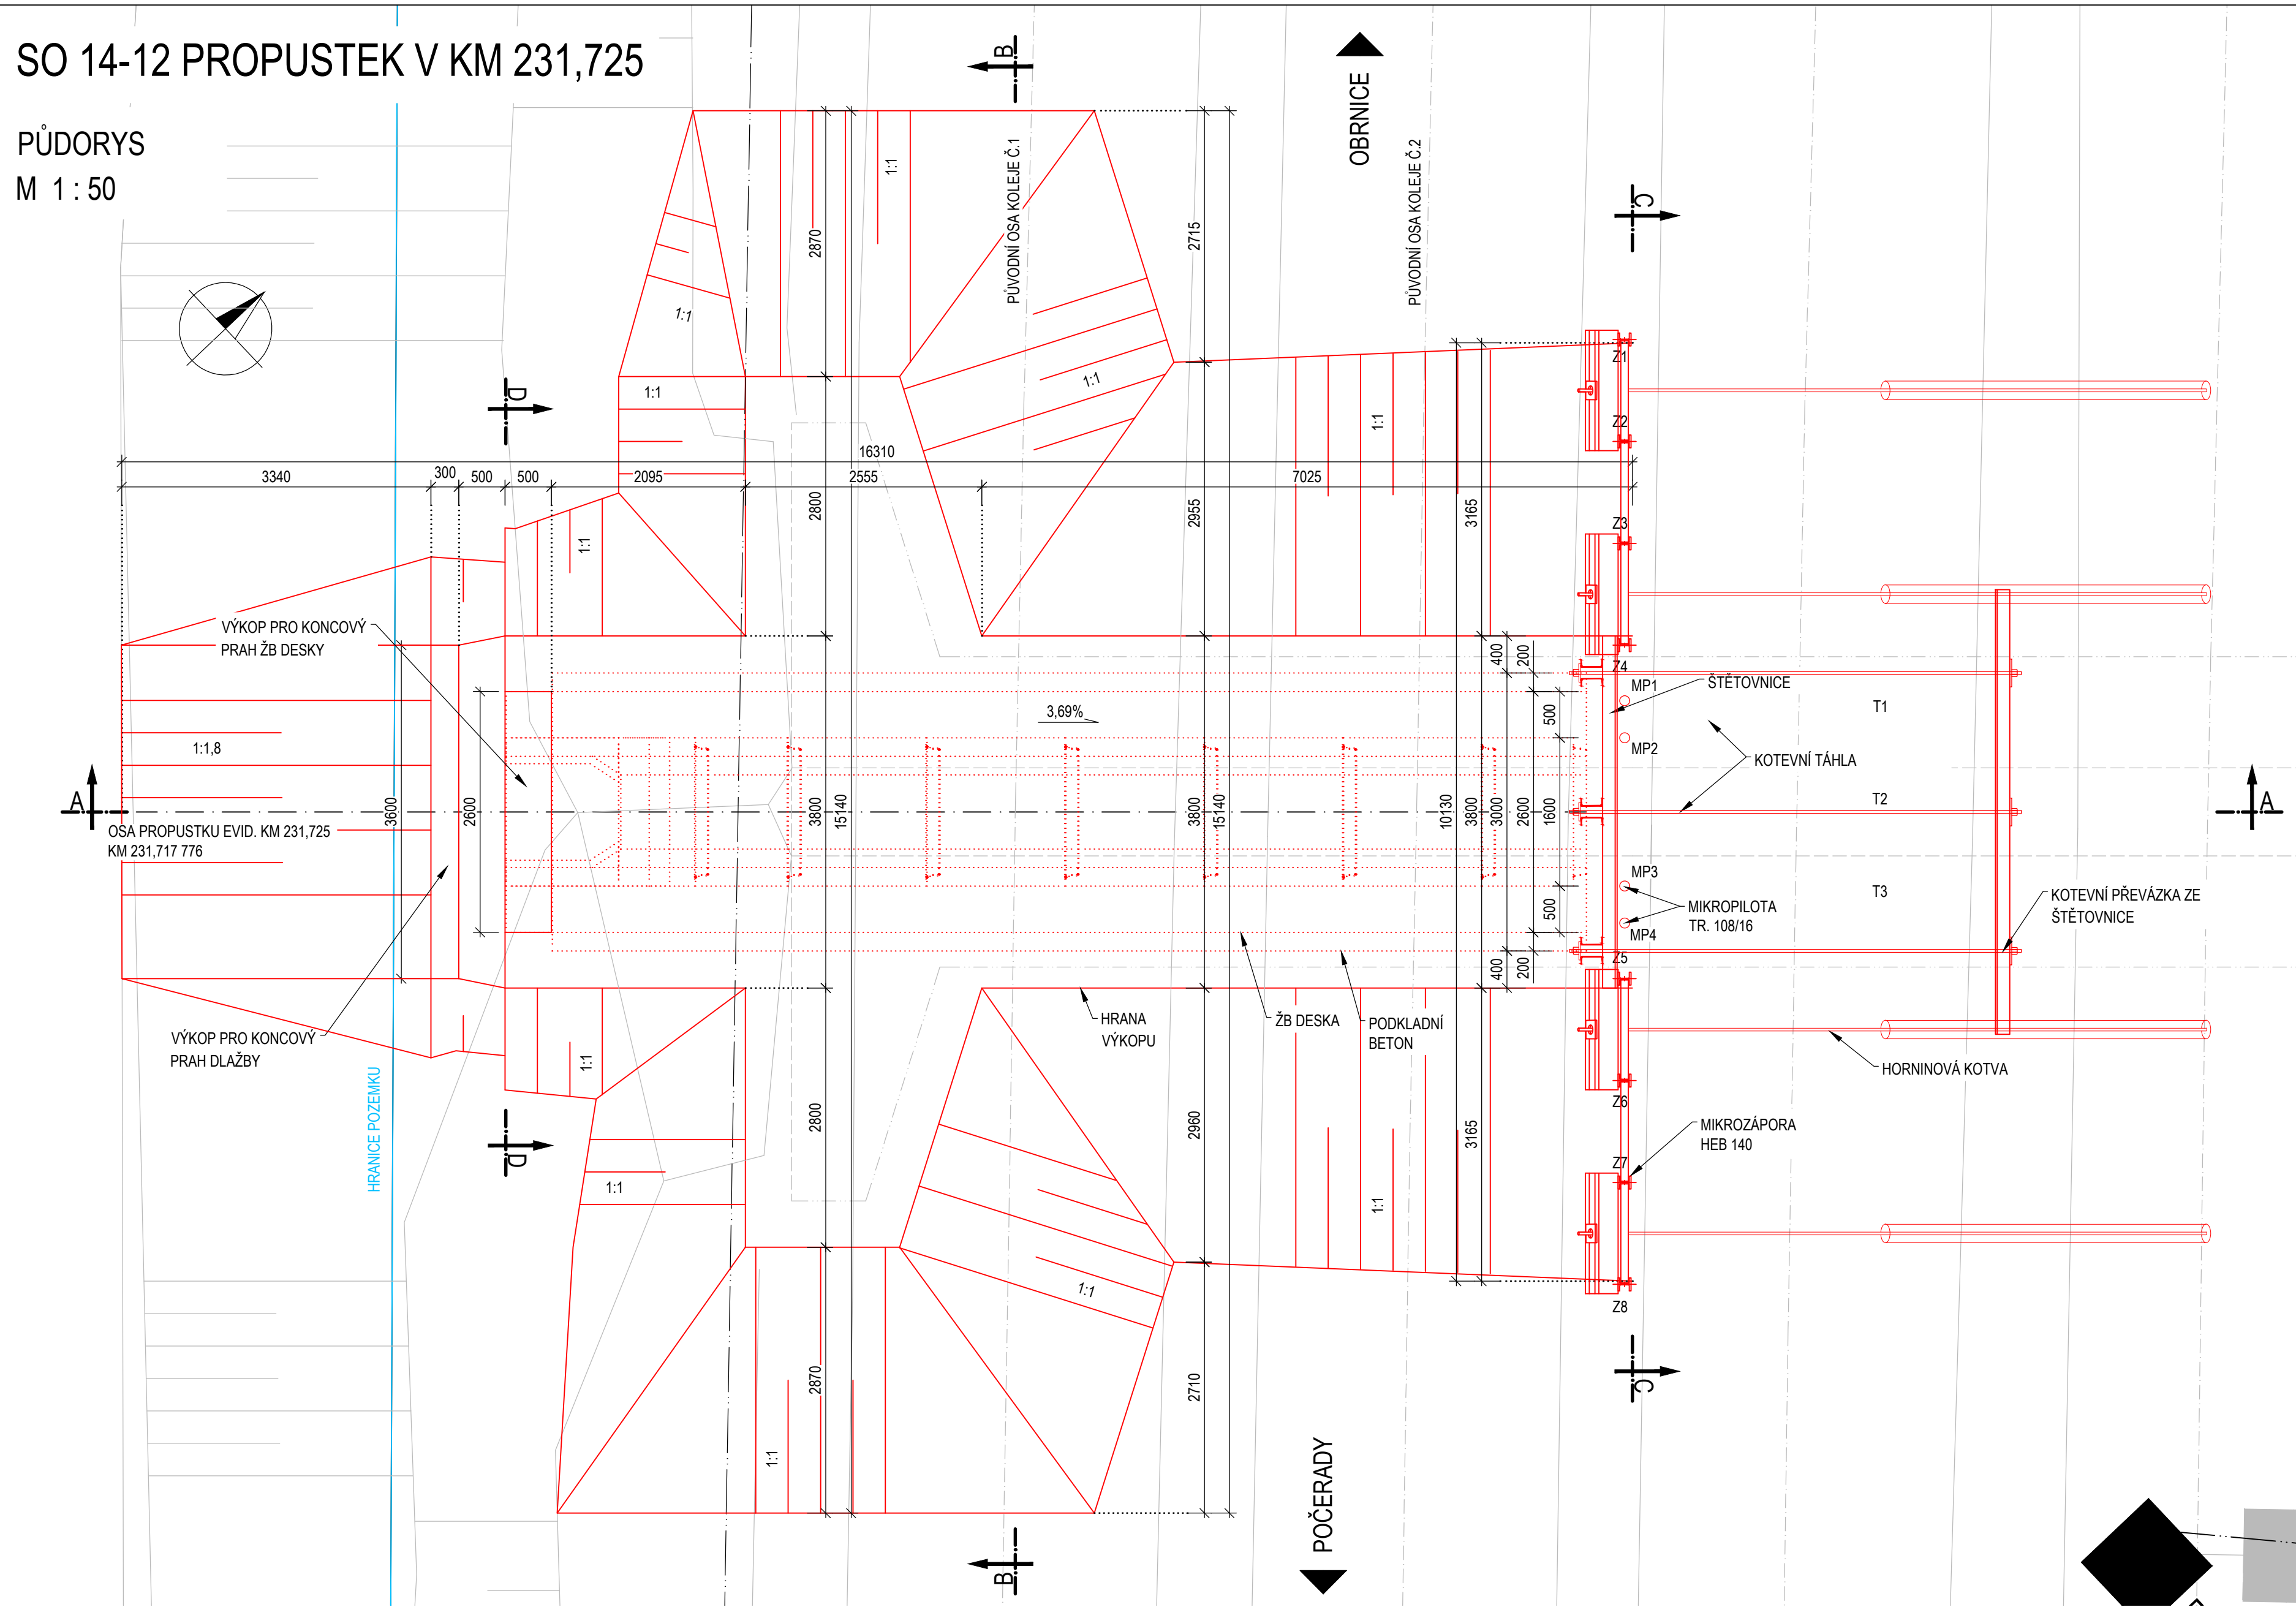 SO 14-12 PROPUSTEK V KM 231,725
PŮDORYS
M 1 : 50
B
B
OBRNICE
PŮVODNÍ OSA KOLEJE Č.1
PŮVODNÍ OSA KOLEJE Č.2
C
C
D
D
A
A
1:1
1:1
1:1
1:1
1:1
1:1
2870
2715
16310
3340
300
500
500
2095
2555
7025
2800
2955
3165
Z1
Z2
Z3
Z4
VÝKOP PRO KONCOVÝ
PRAH ŽB DESKY
1:1,8
OSA PROPUSTKU EVID. KM 231,725
KM 231,717 776
3600
2600
3,69%
3800
15140
3800
15140
10130
3800
3000
2600
1600
400
200
500
500
400
200
MP1
MP2
MP3
MP4
ŠTĚTOVNICE
KOTEVNÍ TÁHLA
T1
T2
T3
MIKROPILOTA
TR. 108/16
KOTEVNÍ PŘEVÁZKA ZE
ŠTĚTOVNICE
Z5
Z6
Z7
Z8
VÝKOP PRO KONCOVÝ
PRAH DLAŽBY
HRANICE POZEMKU
HRANA
VÝKOPU
ŽB DESKA
PODKLADNÍ
BETON
HORNINOVÁ KOTVA
MIKROZÁPORA
HEB 140
1:1
1:1
1:1
1:1
1:1
2800
2960
3165
2870
2710
POČERADY